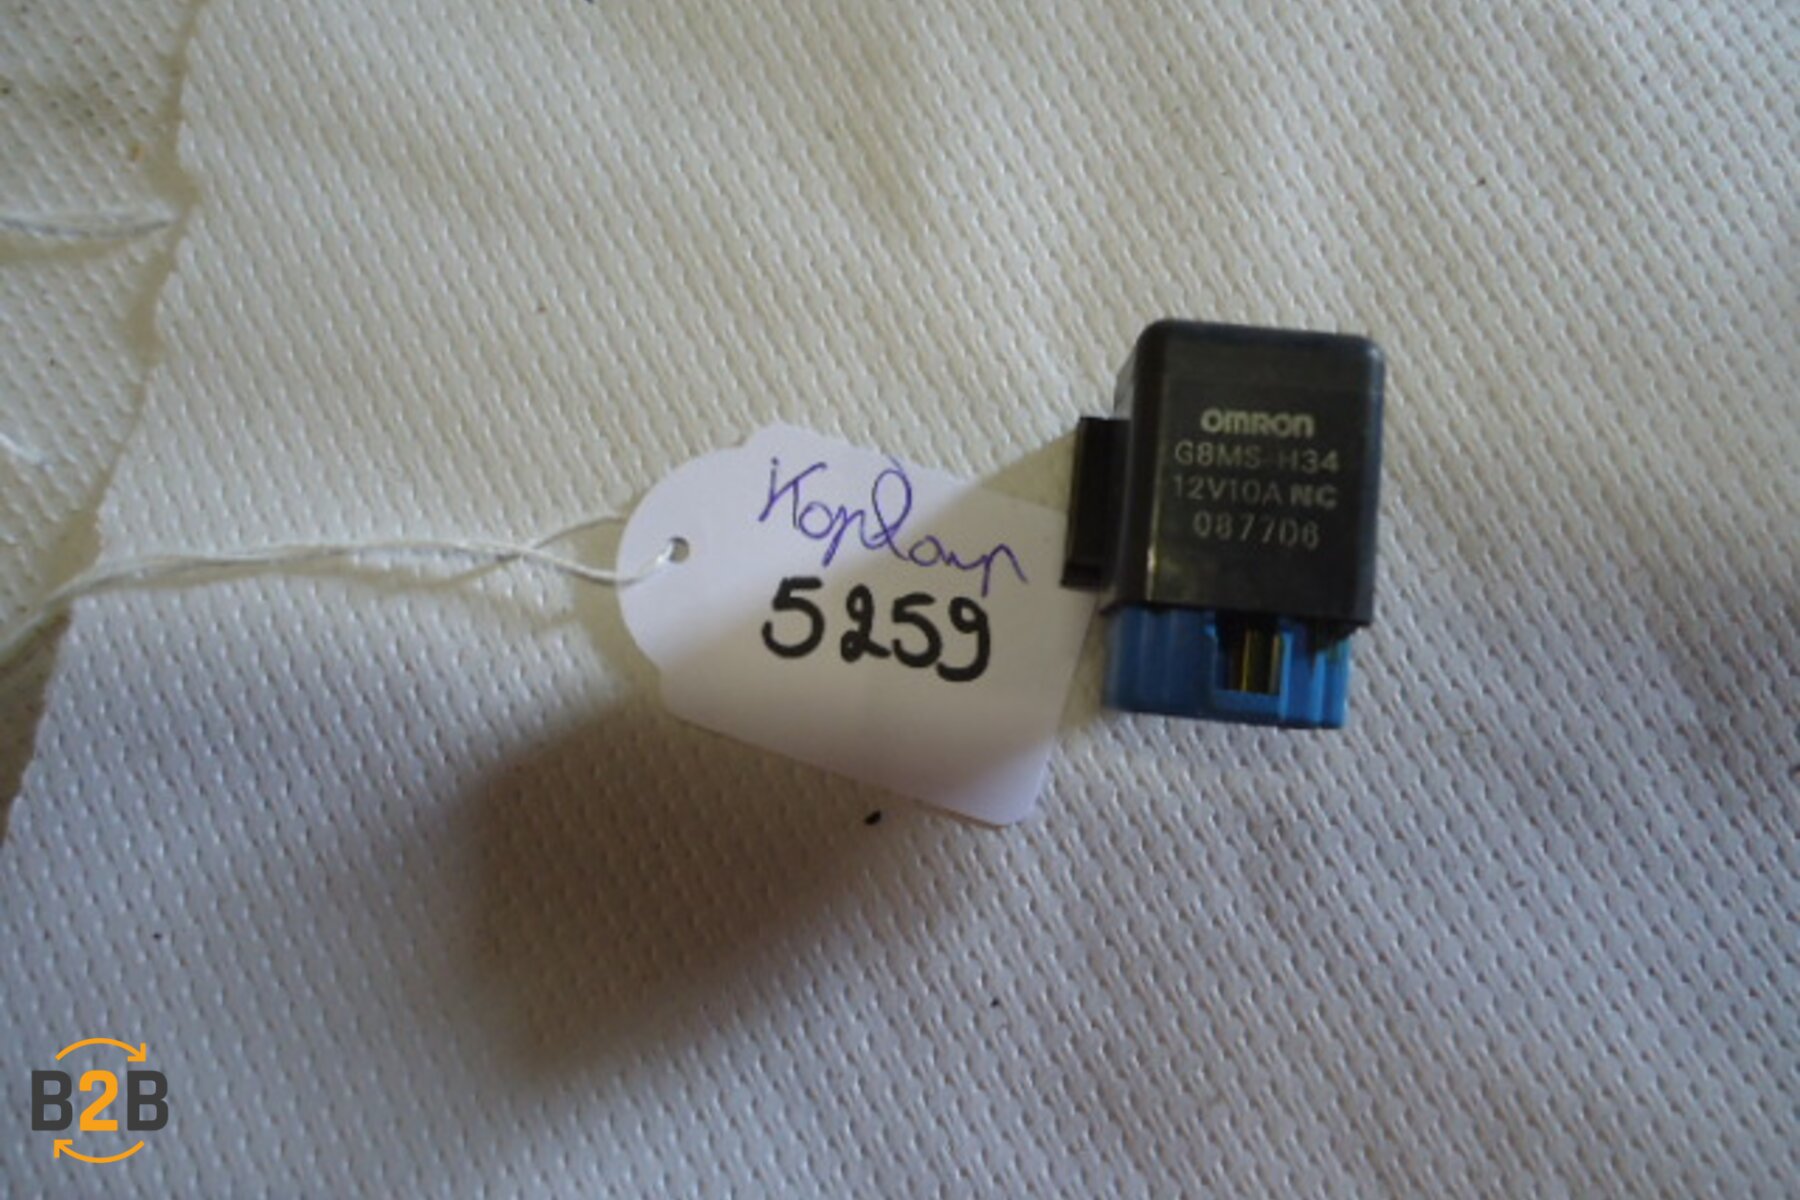 Koplamp
5259
OMRON
G8MS-H34
12V10A NC
087706
B2B